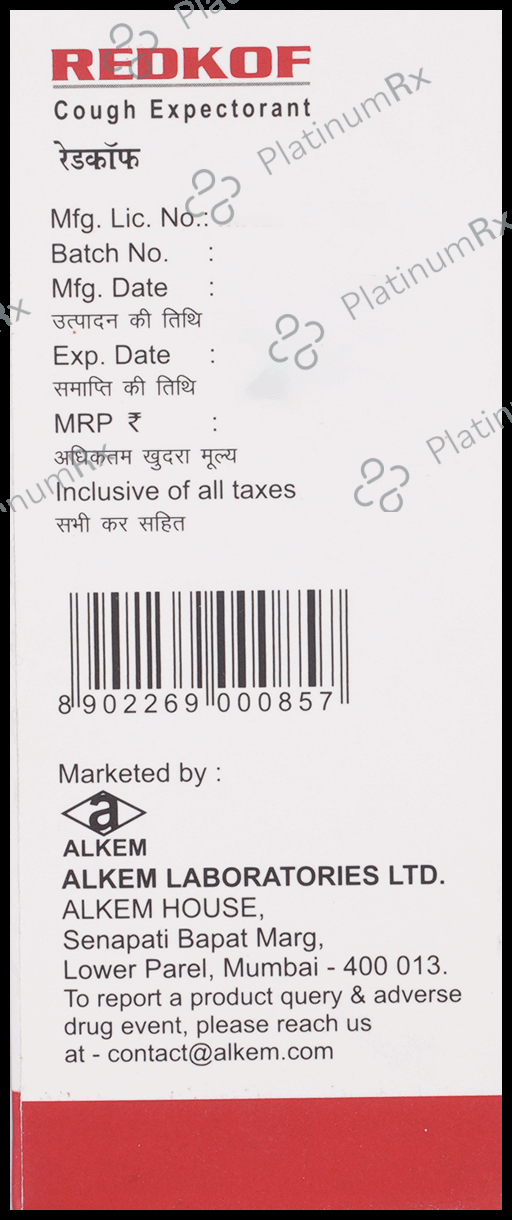 REDKOF
Cough Expectorant
रेडकॉफ
Mfg. Lic. No.:
Batch No. :
Mfg. Date :
उत्पादन की तिथि
Exp. Date :
समाप्ति की तिथि
MRP ₹ :
अधिकतम खुदरा मूल्य
Inclusive of all taxes
सभी कर सहित
8 902269 000857
Marketed by :
a
ALKEM
ALKEM LABORATORIES LTD.
ALKEM HOUSE,
Senapati Bapat Marg,
Lower Parel, Mumbai - 400 013.
To report a product query & adverse
drug event, please reach us
at - contact@alkem.com
PlatinumRx
PlatinumRx